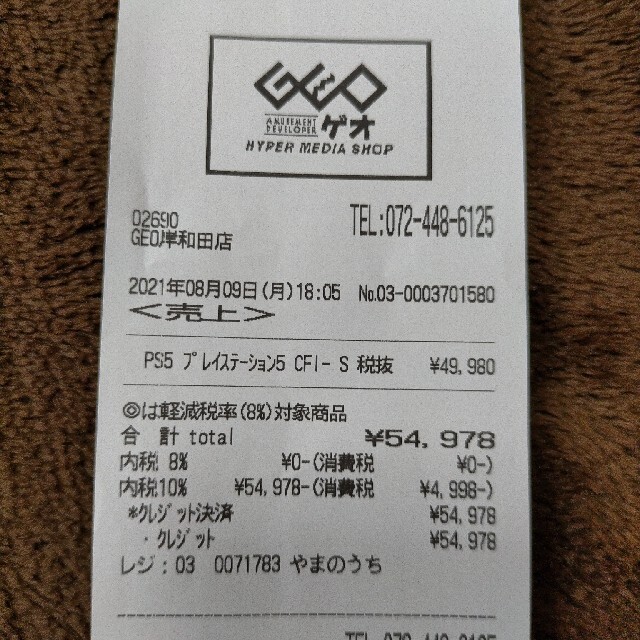 GEO
AMUSEMENT DEVELOPER ゲオ
HYPER MEDIA SHOP
02690 TEL:072-448-6125
GEO岸和田店
2021年08月09日(月)18:05 №03-0003701580
<売上>
PS5 プレイステーション5 CFI- S 税抜 ¥49,980
◎は軽減税率(8%)対象商品
合 計 total ¥54,978
内税 8% ¥0-(消費税 ¥0-)
内税10% ¥54,978-(消費税 ¥4,998-)
*クレジット決済 ¥54,978
・クレジット ¥54,978
レジ:03 0071783 やまのうち